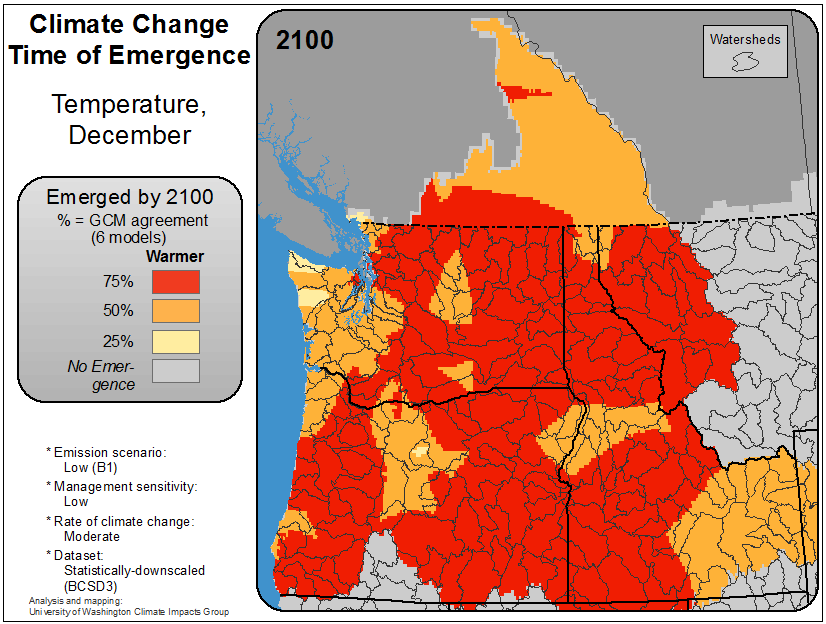 Climate Change
Time of Emergence
Temperature,
December
Emerged by 2100
% = GCM agreement
(6 models)
Warmer
75%
50%
25%
No Emer-
gence
* Emission scenario:
Low (B1)
* Management sensitivity:
Low
* Rate of climate change:
Moderate
* Dataset:
Statistically-downscaled
(BCSD3)
Analysis and mapping:
University of Washington Climate Impacts Group
2100
Watersheds